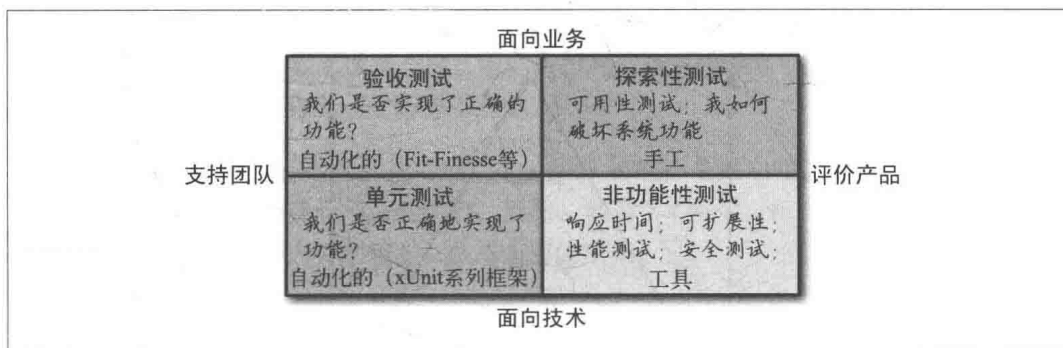 面向业务
验收测试
我们是否实现了正确的
功能？
自动化的（Fit-Finesse等）
探索性测试
可用性测试；我如何
破坏系统功能
手工
支持团队
评价产品
单元测试
我们是否正确地实现了
功能？
自动化的（xUnit系列框架）
非功能性测试
响应时间；可扩展性；
性能测试；安全测试；
工具
面向技术